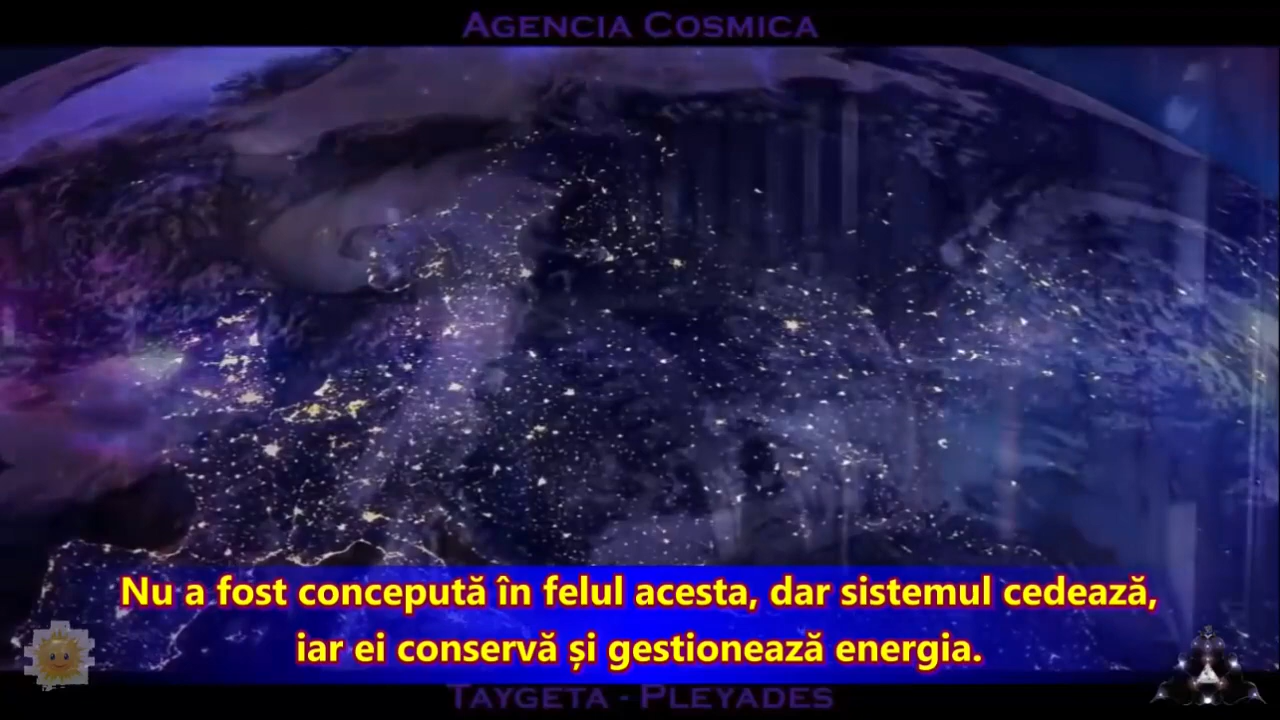 AGENCIA COSMICA
Nu a fost concepută în felul acesta, dar sistemul cedează,
iar ei conservă și gestionează energia.
TAYGETA - PLEYADES